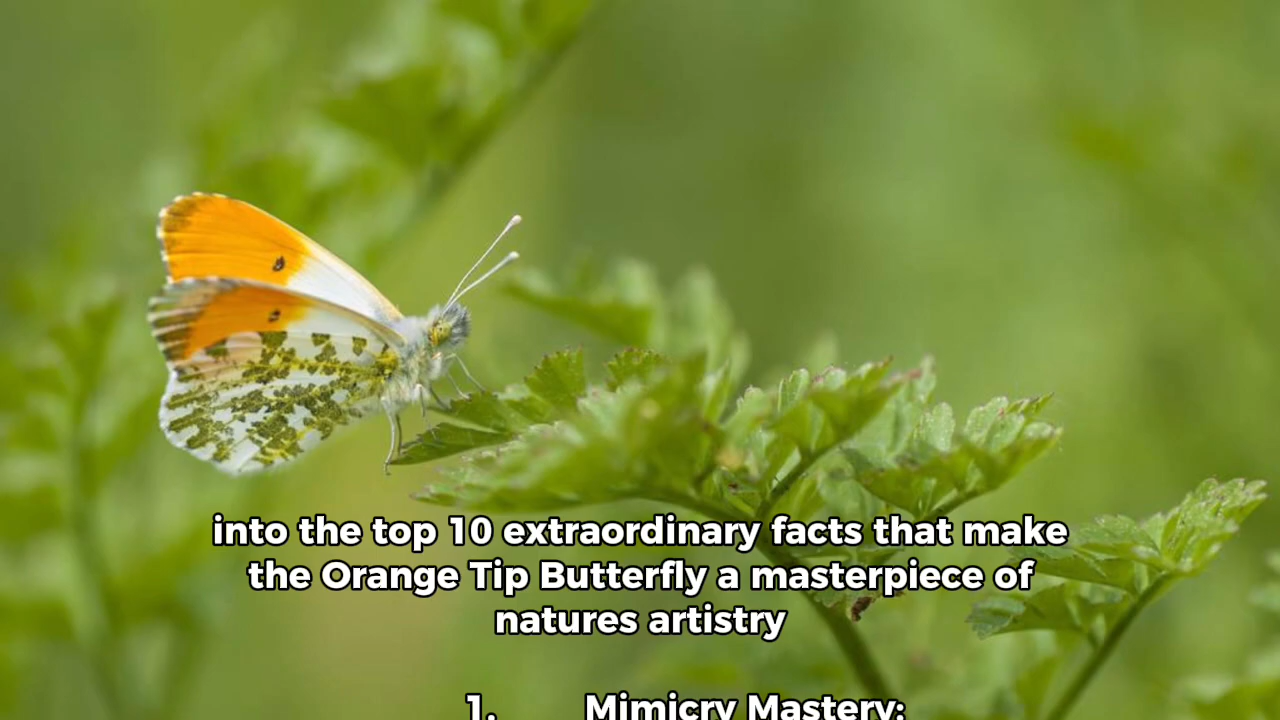 into the top 10 extraordinary facts that make
the Orange Tip Butterfly a masterpiece of
natures artistry
1. Mimicry Mastery: